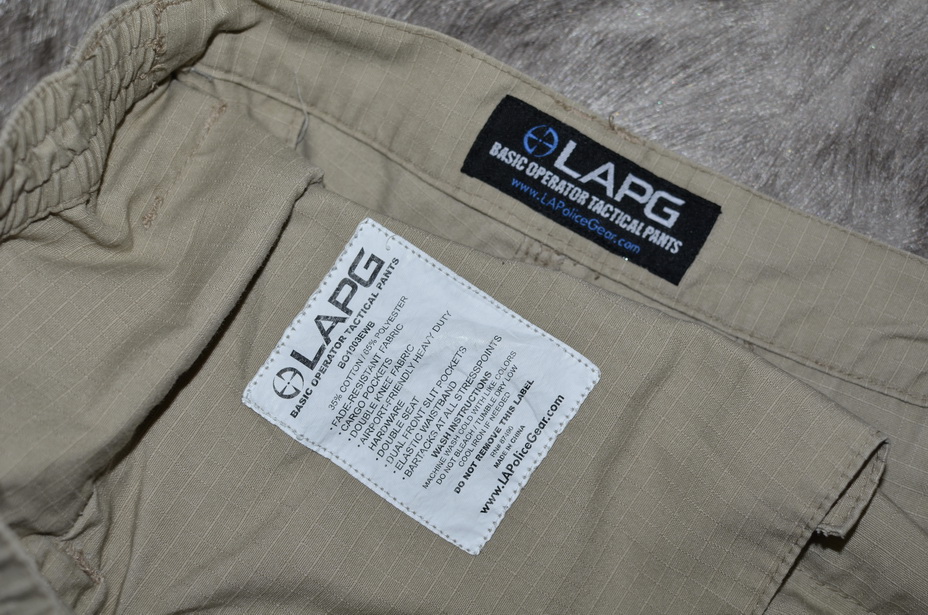 LAPG
BASIC OPERATOR TACTICAL PANTS
www.LAPoliceGear.com
LAPG
BASIC OPERATOR TACTICAL PANTS
BO1003EWB
35% COTTON / 65% POLYESTER
• FADE-RESISTANT FABRIC
• CARGO POCKETS
• DOUBLE KNEE FABRIC
• AIRPORT-FRIENDLY HEAVY DUTY
HARDWARE
• DOUBLE SEAT
• DUAL FRONT SLIT POCKETS
• ELASTIC WAISTBAND
• BARTACKS AT ALL STRESSPOINTS
WASH INSTRUCTIONS
MACHINE WASH COLD WITH LIKE COLORS
DO NOT BLEACH / TUMBLE DRY LOW
COOL IRON IF NEEDED
DO NOT REMOVE THIS LABEL
MADE IN CHINA
www.LAPoliceGear.com